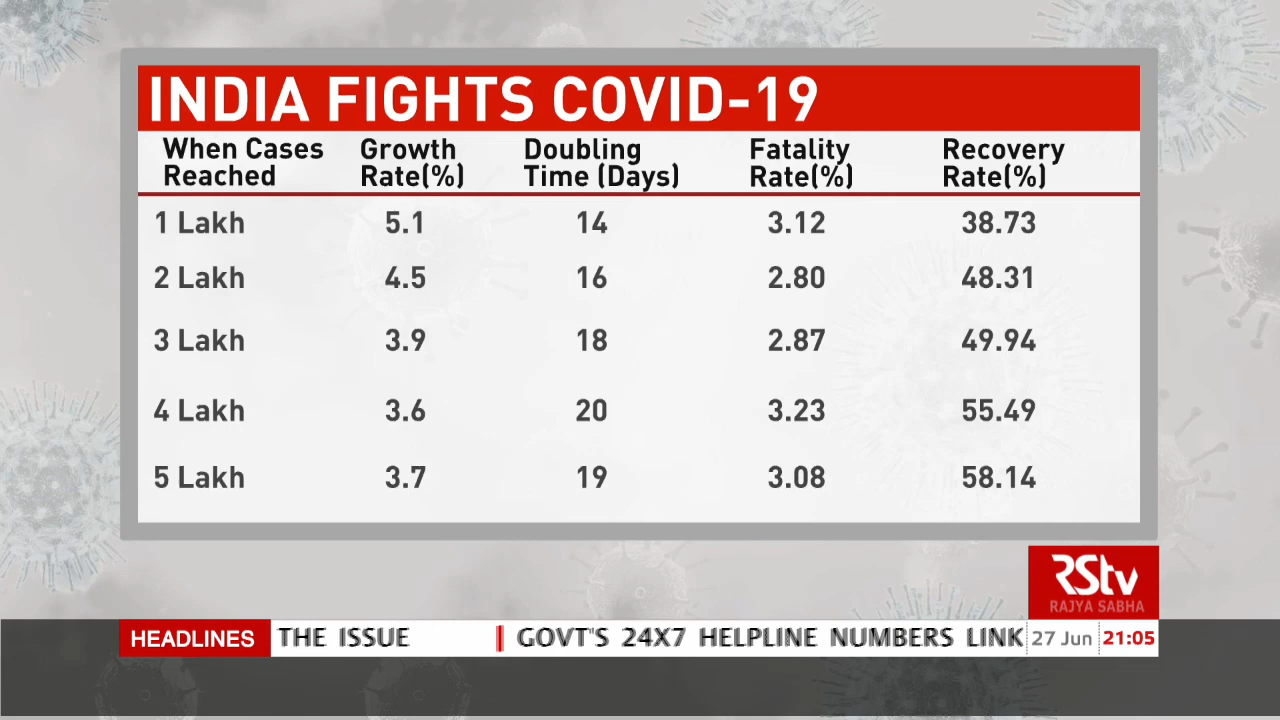 INDIA FIGHTS COVID-19
When Cases Reached Growth Rate(%) Doubling Time (Days) Fatality Rate(%) Recovery Rate(%)
1 Lakh 5.1 14 3.12 38.73
2 Lakh 4.5 16 2.80 48.31
3 Lakh 3.9 18 2.87 49.94
4 Lakh 3.6 20 3.23 55.49
5 Lakh 3.7 19 3.08 58.14
RStv
RAJYA SABHA
HEADLINES THE ISSUE | GOVT'S 24X7 HELPLINE NUMBERS LINK 27 Jun 21:05